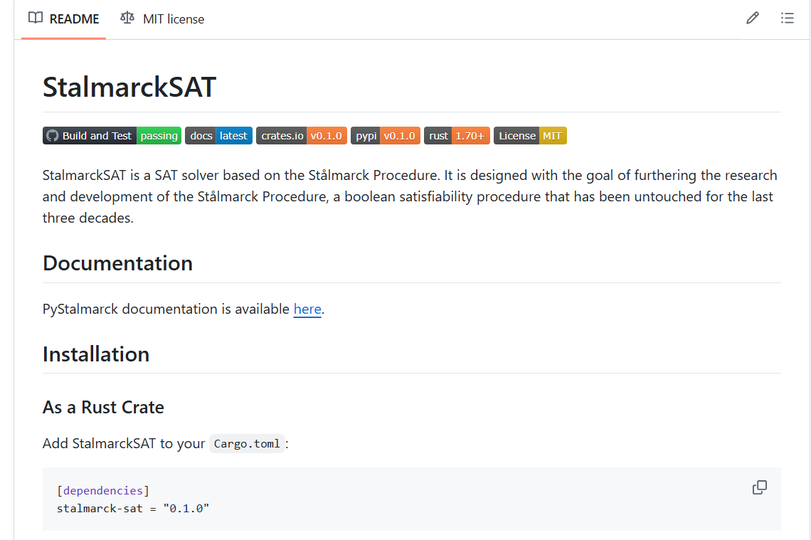 README MIT license
StalmarckSAT
Build and Test passing docs latest crates.io v0.1.0 pypi v0.1.0 rust 1.70+ License MIT
StalmarckSAT is a SAT solver based on the Stålmarck Procedure. It is designed with the goal of furthering the research
and development of the Stålmarck Procedure, a boolean satisfiability procedure that has been untouched for the last
three decades.
Documentation
PyStalmarck documentation is available here.
Installation
As a Rust Crate
Add StalmarckSAT to your Cargo.toml:
[dependencies]
stalmarck-sat = "0.1.0"